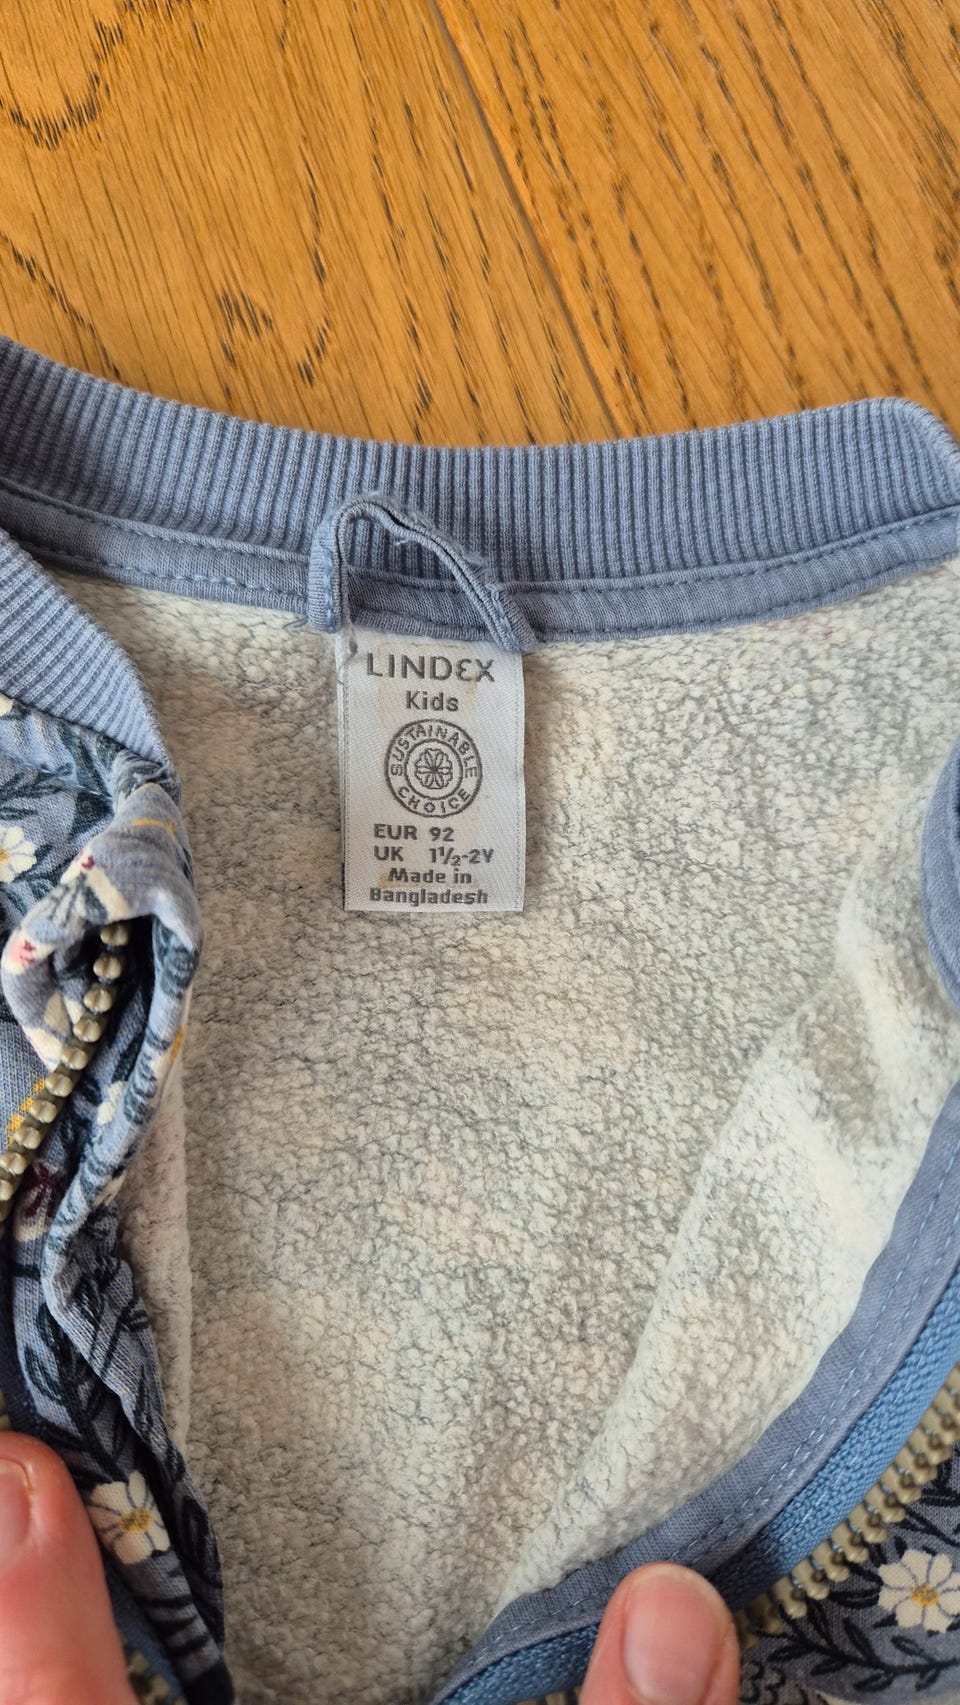 LINDEX
Kids
SUSTAINABLE
CHOICE
EUR 92
UK 1½-2Y
Made in
Bangladesh